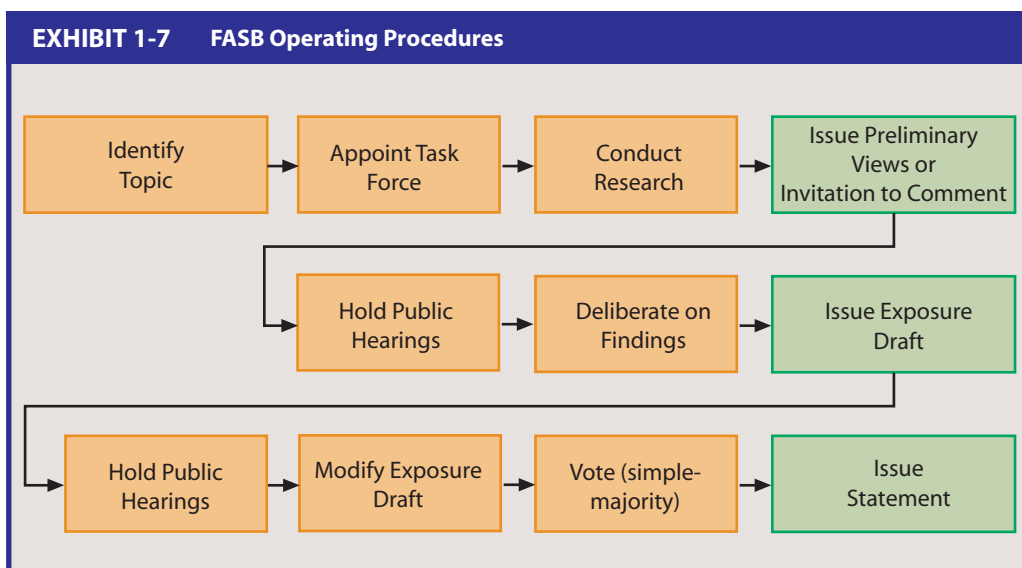 EXHIBIT 1-7 FASB Operating Procedures
Identify
Topic
Appoint Task
Force
Conduct
Research
Issue Preliminary
Views or
Invitation to Comment
Hold Public
Hearings
Deliberate on
Findings
Issue Exposure
Draft
Hold Public
Hearings
Modify Exposure
Draft
Vote (simple-
majority)
Issue
Statement